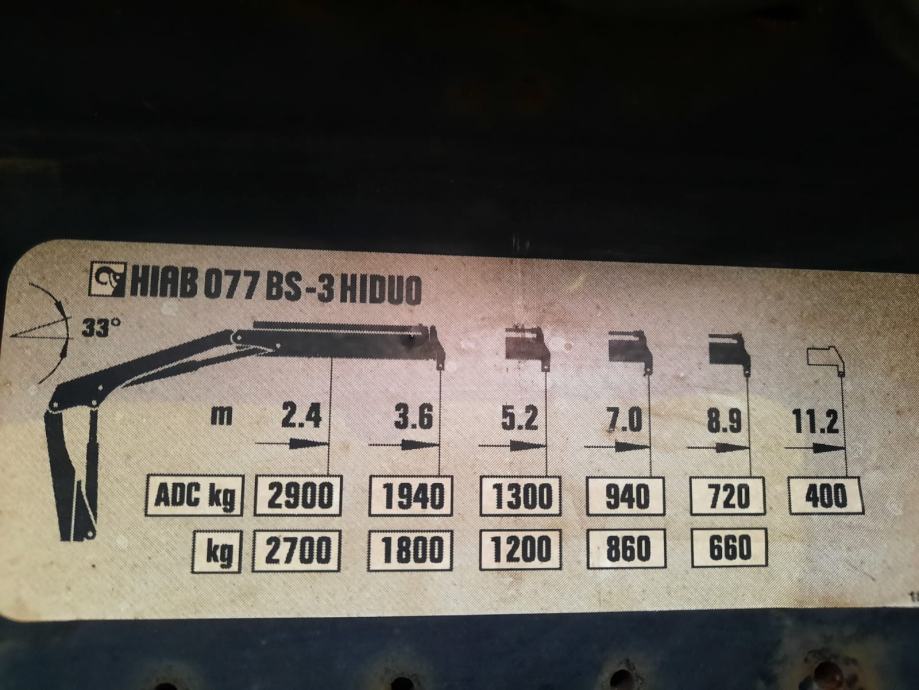 HIAB 077 BS-3 HIDUO
33°
m 2.4 3.6 5.2 7.0 8.9 11.2
ADC kg 2900 1940 1300 940 720 400
kg 2700 1800 1200 860 660